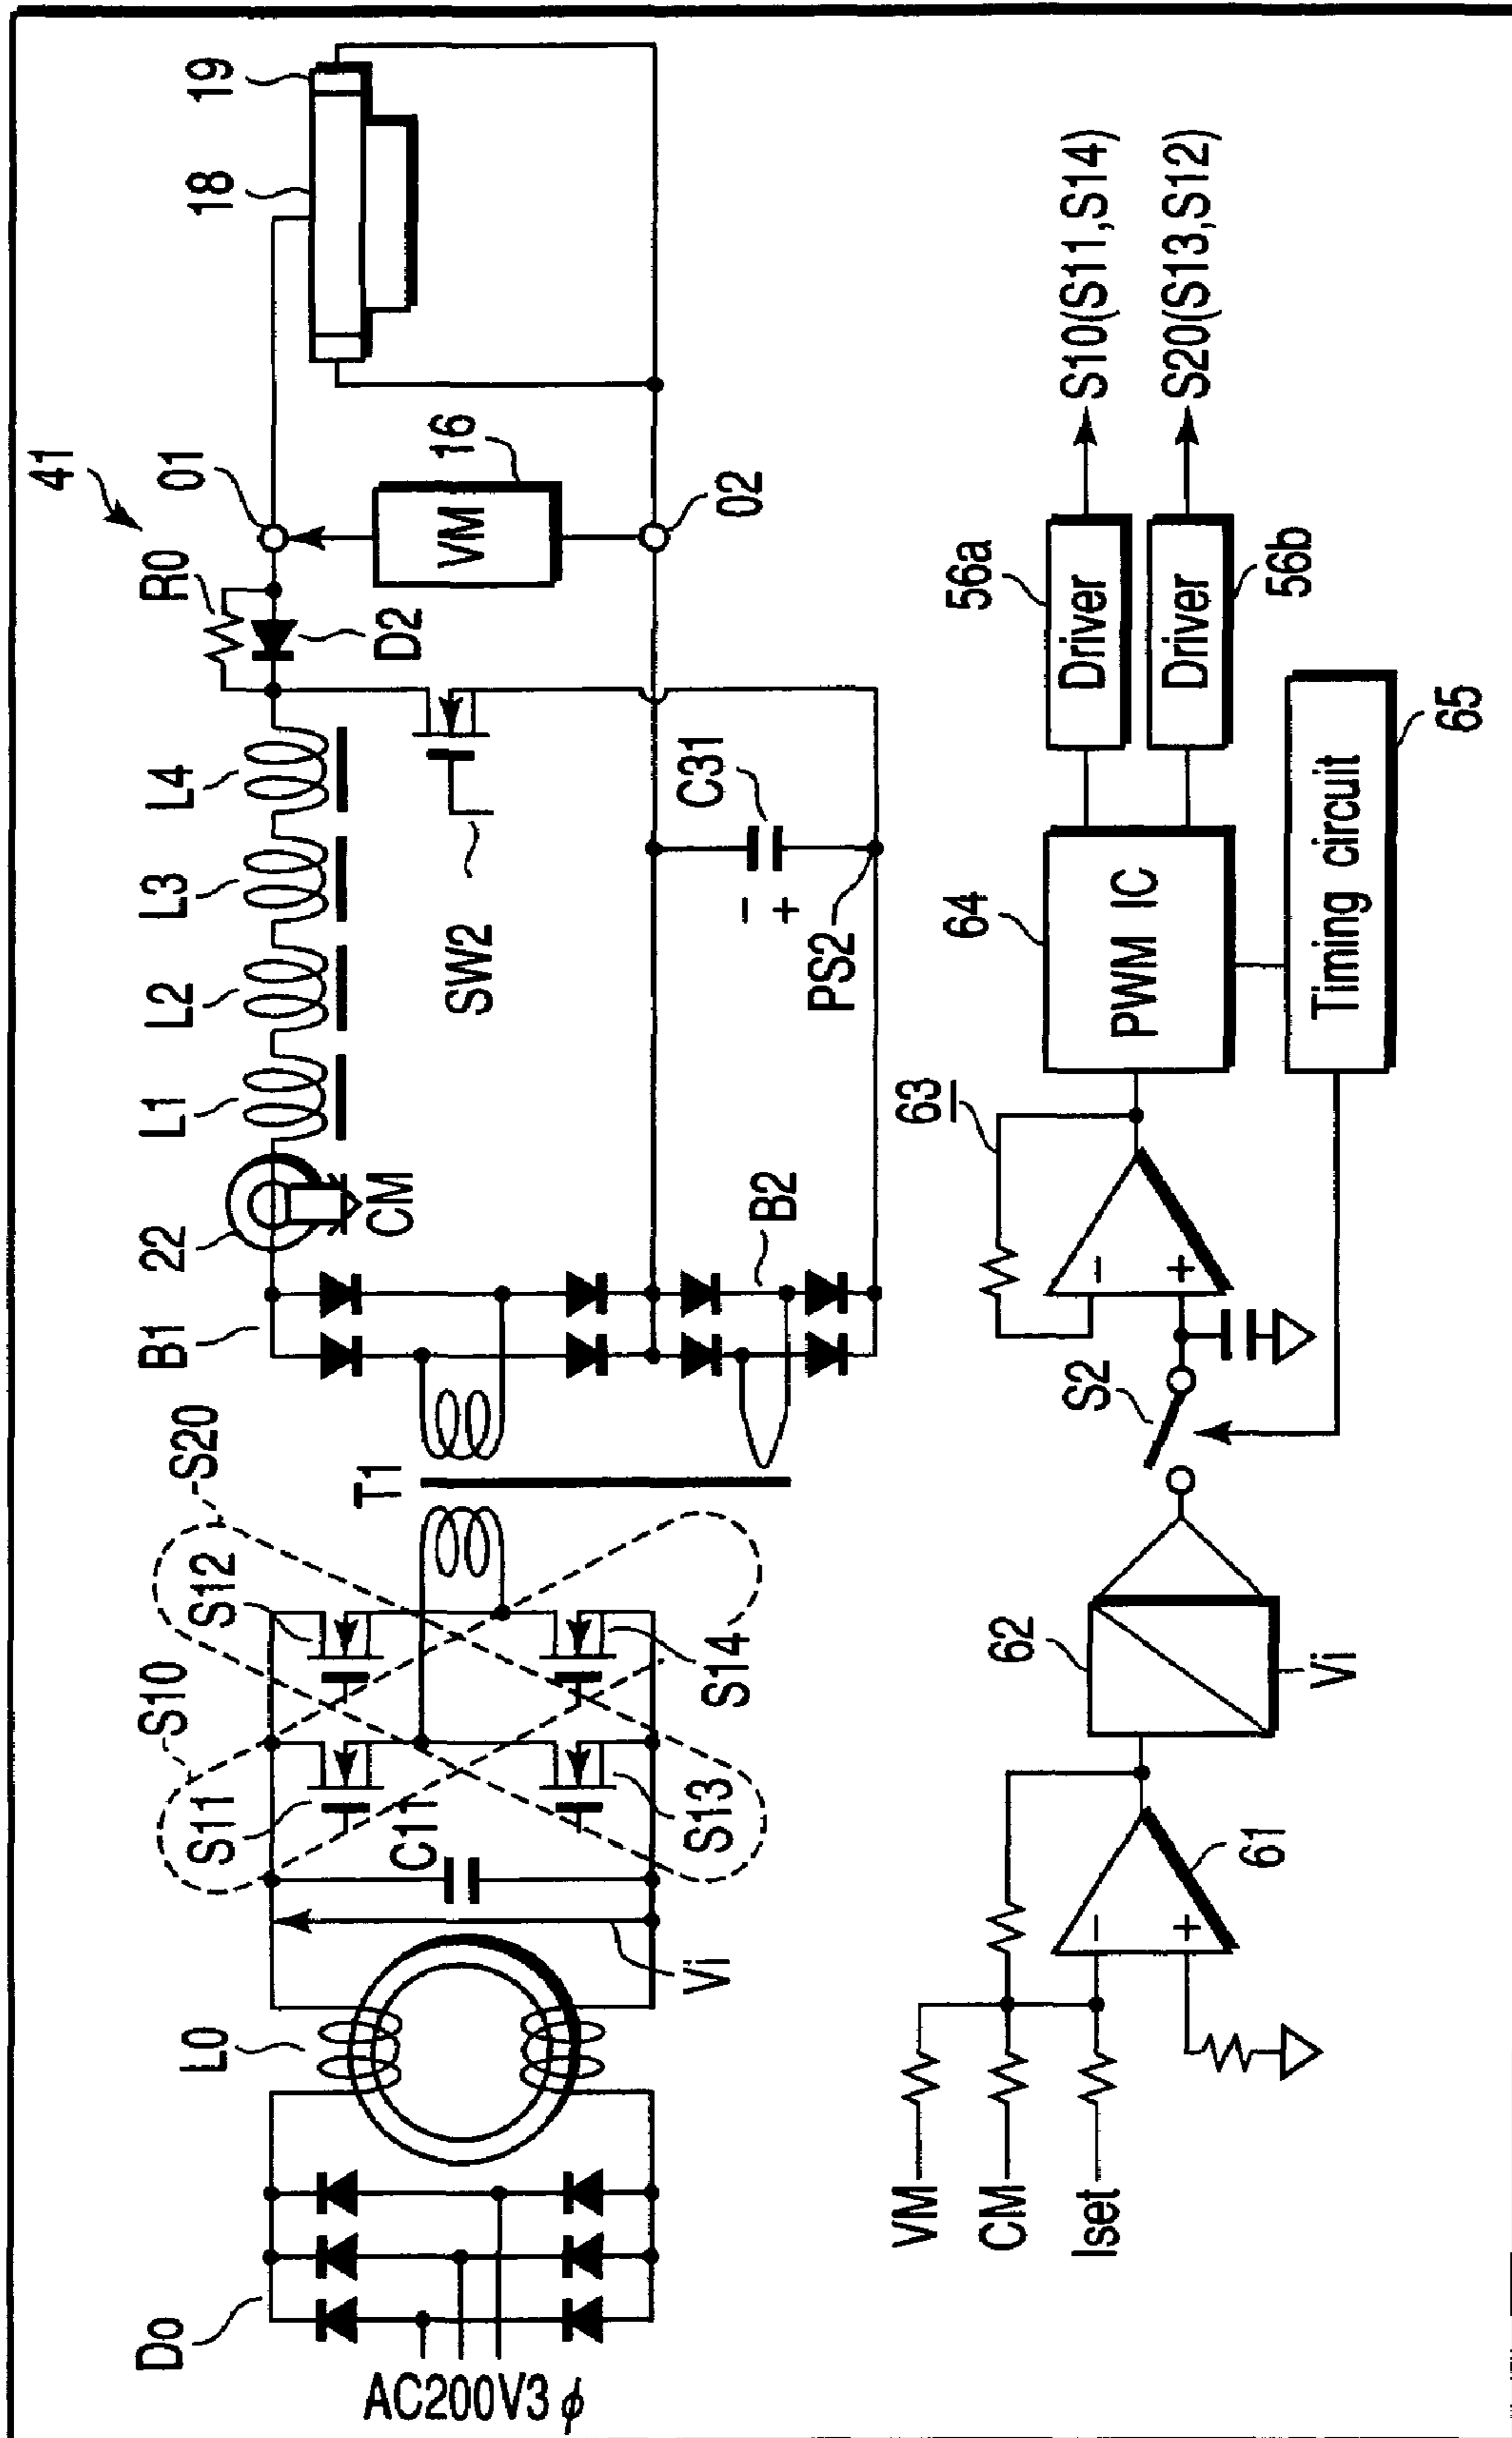 41
19
18
01
R0
16
VM
02
D2
L4
L3
L2
L1
22
CM
B1
SW2
C31
−
+
PS2
B2
T1
S20
S12
S10
S11
S14
S13
C11
Vi
L0
Do
AC200V3ϕ
VM
CM
Iset
−
+
61
62
Vi
S2
63
−
+
64
PWM IC
Timing circuit
65
56a
Driver
Driver
56b
S10(S11,S14)
S20(S13,S12)